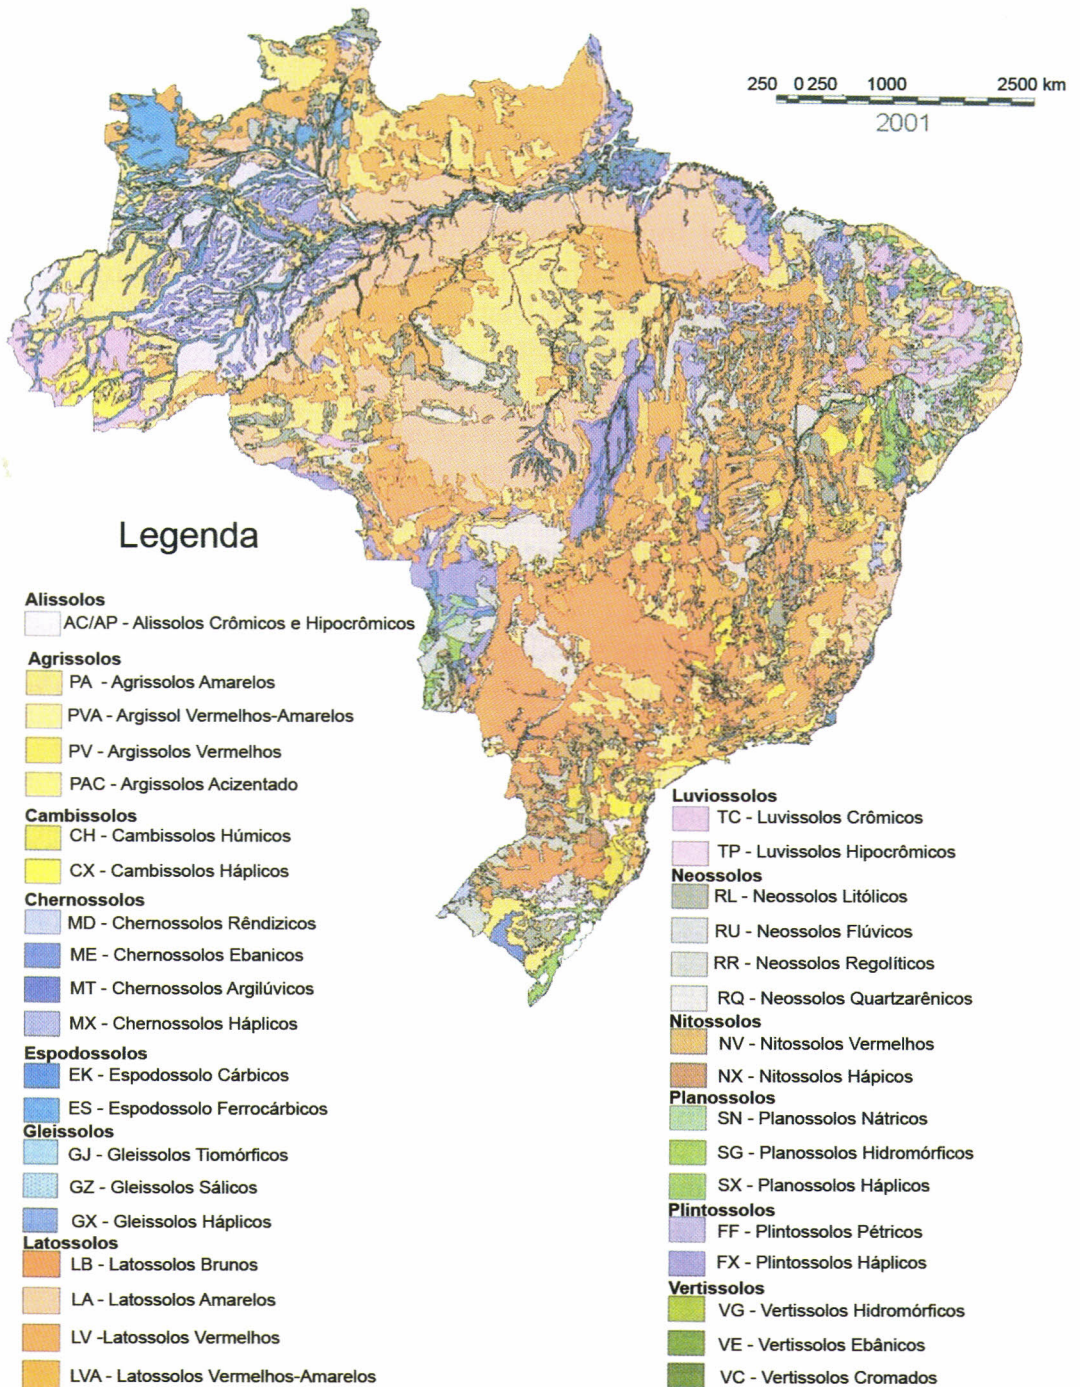 250 0 250 1000 2500 km
2001
Legenda
Alissolos
AC/AP - Alissolos Crômicos e Hipocrômicos
Agrissolos
PA - Agrissolos Amarelos
PVA - Argissol Vermelhos-Amarelos
PV - Argissolos Vermelhos
PAC - Argissolos Acizentado
Cambissolos
CH - Cambissolos Húmicos
CX - Cambissolos Háplicos
Chernossolos
MD - Chernossolos Rêndizicos
ME - Chernossolos Ebanicos
MT - Chernossolos Argilúvicos
MX - Chernossolos Háplicos
Espodossolos
EK - Espodossolo Cárbicos
ES - Espodossolo Ferrocárbicos
Gleissolos
GJ - Gleissolos Tiomórficos
GZ - Gleissolos Sálicos
GX - Gleissolos Háplicos
Latossolos
LB - Latossolos Brunos
LA - Latossolos Amarelos
LV -Latossolos Vermelhos
LVA - Latossolos Vermelhos-Amarelos
Luviossolos
TC - Luvissolos Crômicos
TP - Luvissolos Hipocrômicos
Neossolos
RL - Neossolos Litólicos
RU - Neossolos Flúvicos
RR - Neossolos Regolíticos
RQ - Neossolos Quartzarênicos
Nitossolos
NV - Nitossolos Vermelhos
NX - Nitossolos Hápicos
Planossolos
SN - Planossolos Nátricos
SG - Planossolos Hidromórficos
SX - Planossolos Háplicos
Plintossolos
FF - Plintossolos Pétricos
FX - Plintossolos Háplicos
Vertissolos
VG - Vertissolos Hidromórficos
VE - Vertissolos Ebânicos
VC - Vertissolos Cromados